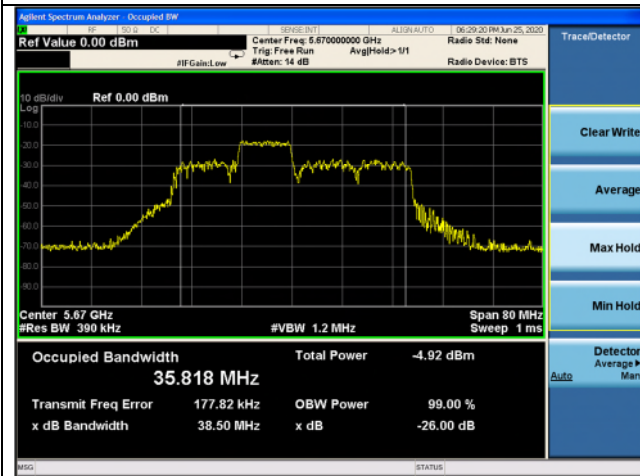 Agilent Spectrum Analyzer - Occupied BW
RF 50 Ω DC SENSE:INT ALIGN AUTO 06:29:20 PM Jun 25, 2020
Ref Value 0.00 dBm Center Freq: 5.670000000 GHz Radio Std: None
Trig: Free Run Avg|Hold>1/1
#IFGain:Low #Atten: 14 dB Radio Device: BTS
Trace/Detector
10 dB/div Ref 0.00 dBm
Log
-10.0
-20.0
-30.0
-40.0
-50.0
-60.0
-70.0
-80.0
-90.0
Center 5.67 GHz Span 80 MHz
#Res BW 390 kHz #VBW 1.2 MHz Sweep 1 ms
Occupied Bandwidth Total Power -4.92 dBm
35.818 MHz
Transmit Freq Error 177.82 kHz OBW Power 99.00 %
x dB Bandwidth 38.50 MHz x dB -26.00 dB
Clear Write
Average
Max Hold
Min Hold
Detector
Average
Auto Man
MSG STATUS